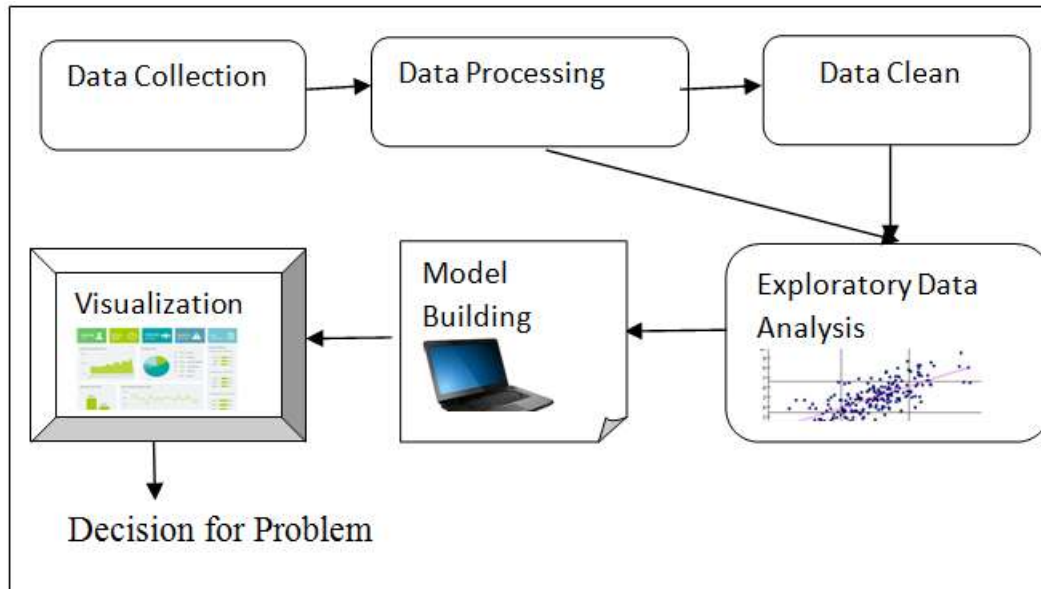 Data Collection
Data Processing
Data Clean
Exploratory Data
Analysis
Model
Building
Visualization
Decision for Problem